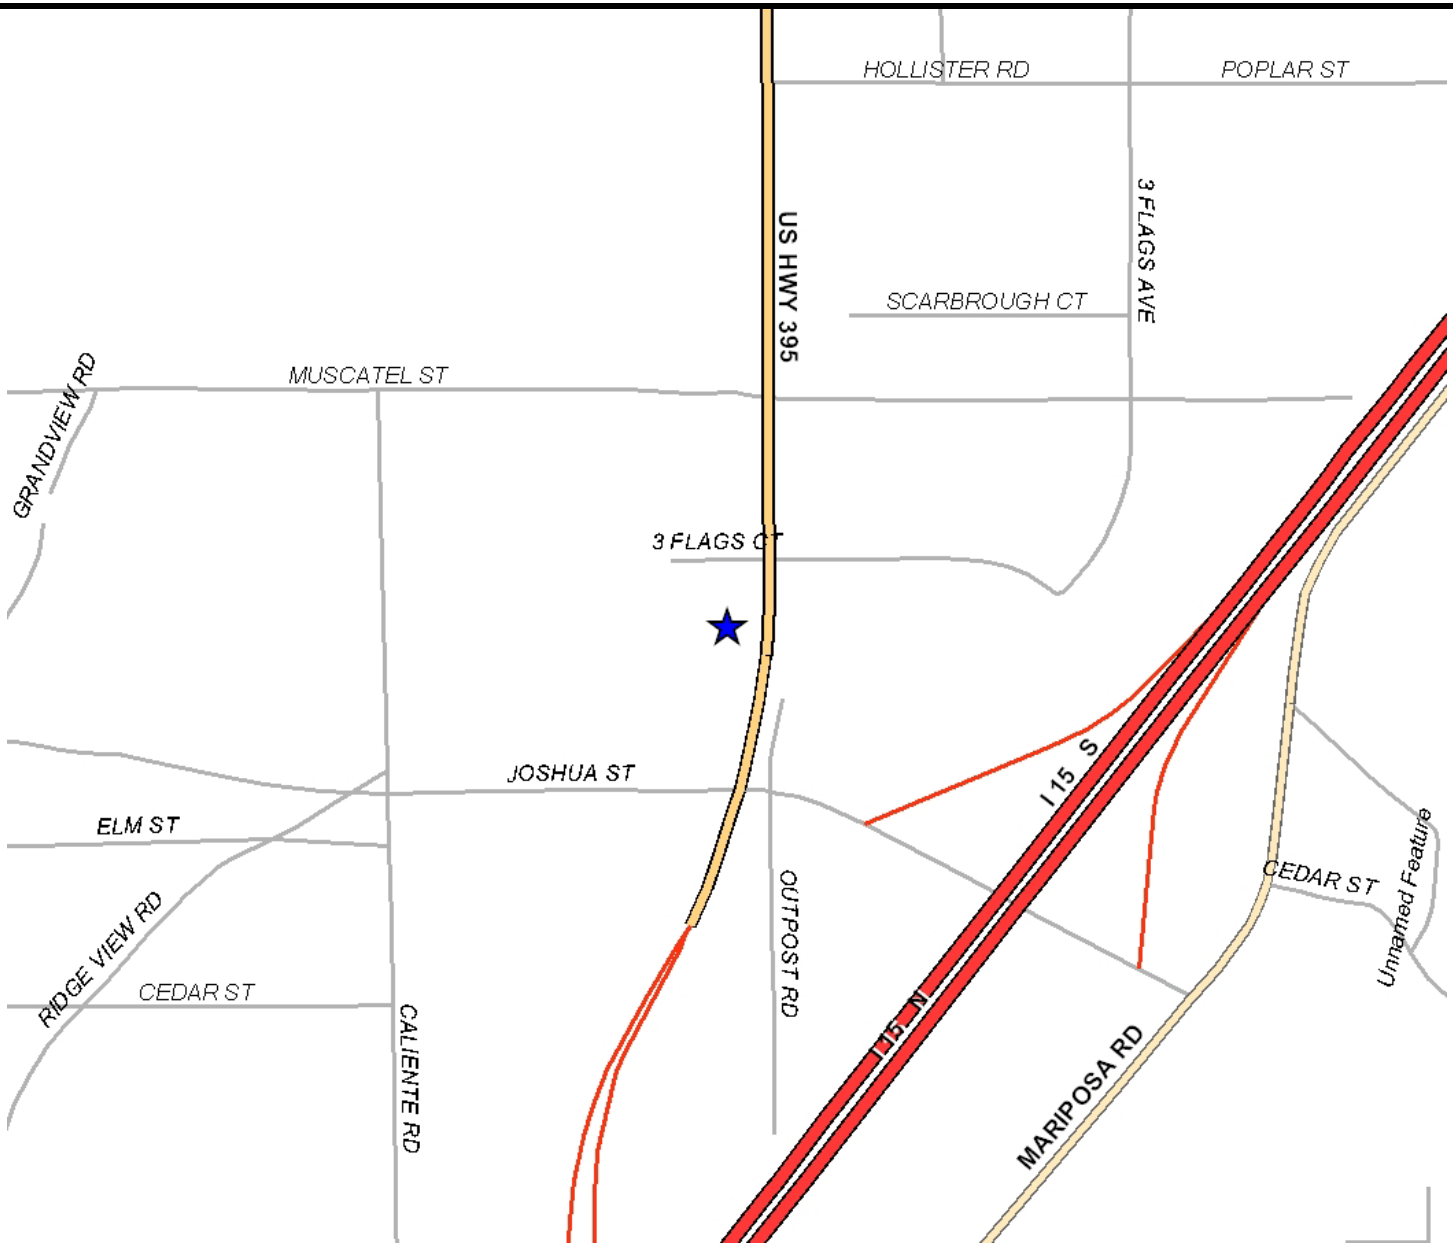 HOLLISTER RD
POPLAR ST
3 FLAGS AVE
US HWY 395
SCARBROUGH CT
MUSCATEL ST
GRANDVIEW RD
3 FLAGS CT
I 15 S
JOSHUA ST
ELM ST
CEDAR ST
Unnamed Feature
OUTPOST RD
RIDGE VIEW RD
CEDAR ST
I 15 N
CALIENTE RD
MARIPOSA RD